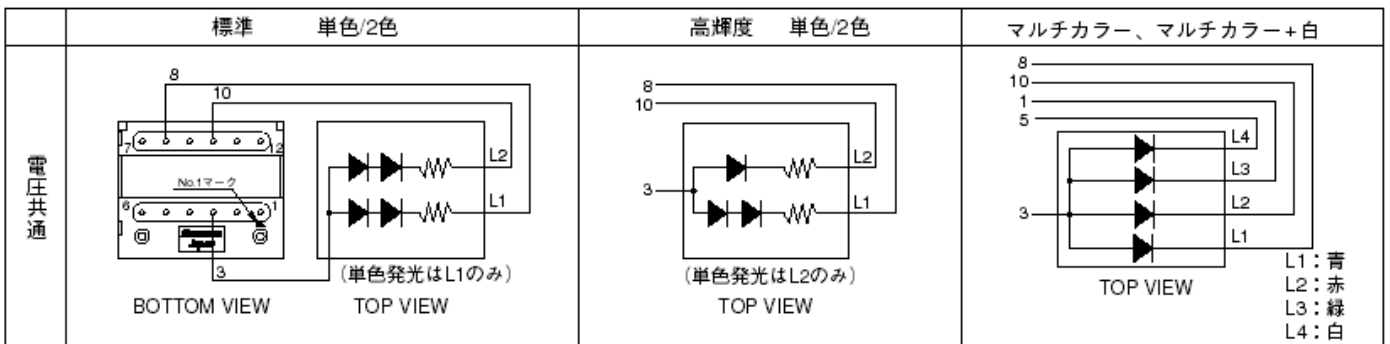 標準 単色/2色
高輝度 単色/2色
マルチカラー、マルチカラー+白
電圧共通
8
10
7
12
No.1マーク
6
1
3
L2
L1
(単色発光はL1のみ)
BOTTOM VIEW
TOP VIEW
8
10
3
L2
L1
(単色発光はL2のみ)
TOP VIEW
8
10
1
5
3
L4
L3
L2
L1
TOP VIEW
L1:青
L2:赤
L3:緑
L4:白